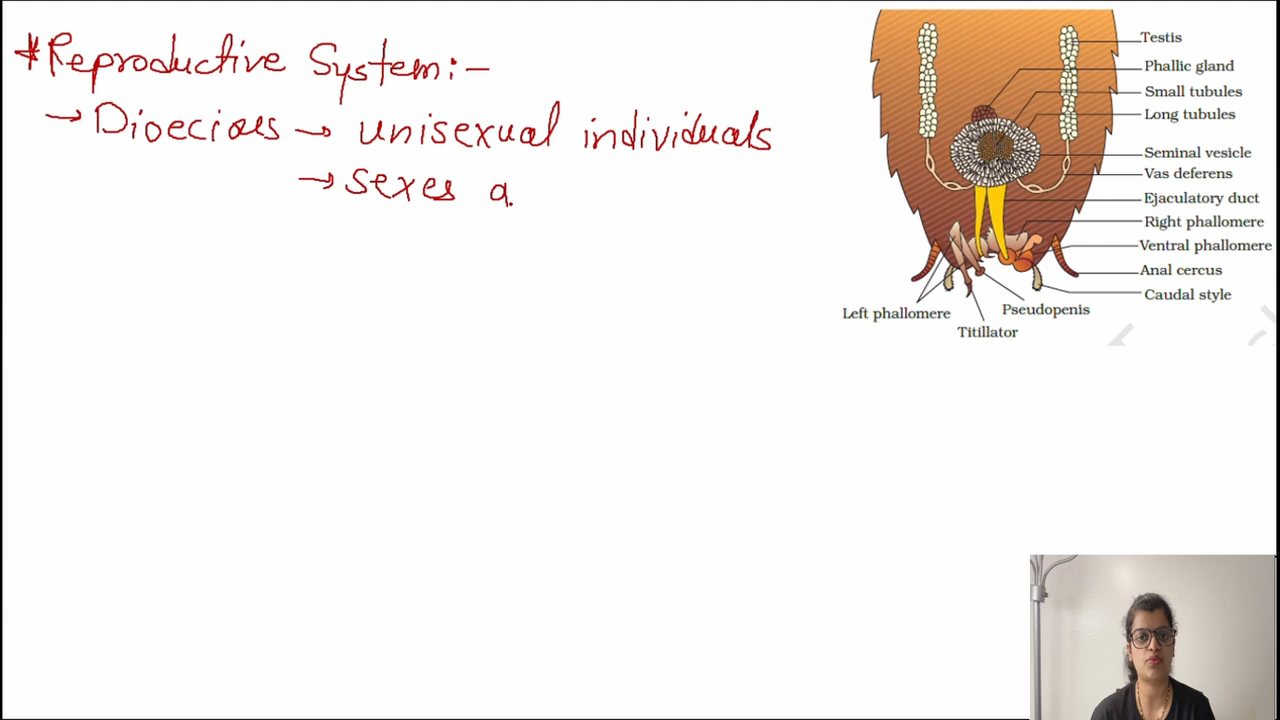 * Reproductive System:-
→ Dioecious → unisexual individuals
→ sexes a
Testis
Phallic gland
Small tubules
Long tubules
Seminal vesicle
Vas deferens
Ejaculatory duct
Right phallomere
Ventral phallomere
Anal cercus
Caudal style
Left phallomere
Pseudopenis
Titillator